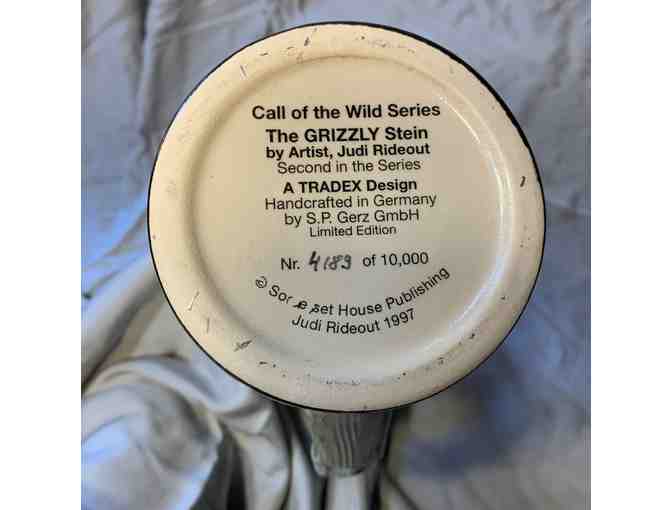 Call of the Wild Series
The GRIZZLY Stein
by Artist, Judi Rideout
Second in the Series
A TRADEX Design
Handcrafted in Germany
by S.P. Gerz GmbH
Limited Edition
Nr. 4189 of 10,000
© Somerset House Publishing
Judi Rideout 1997